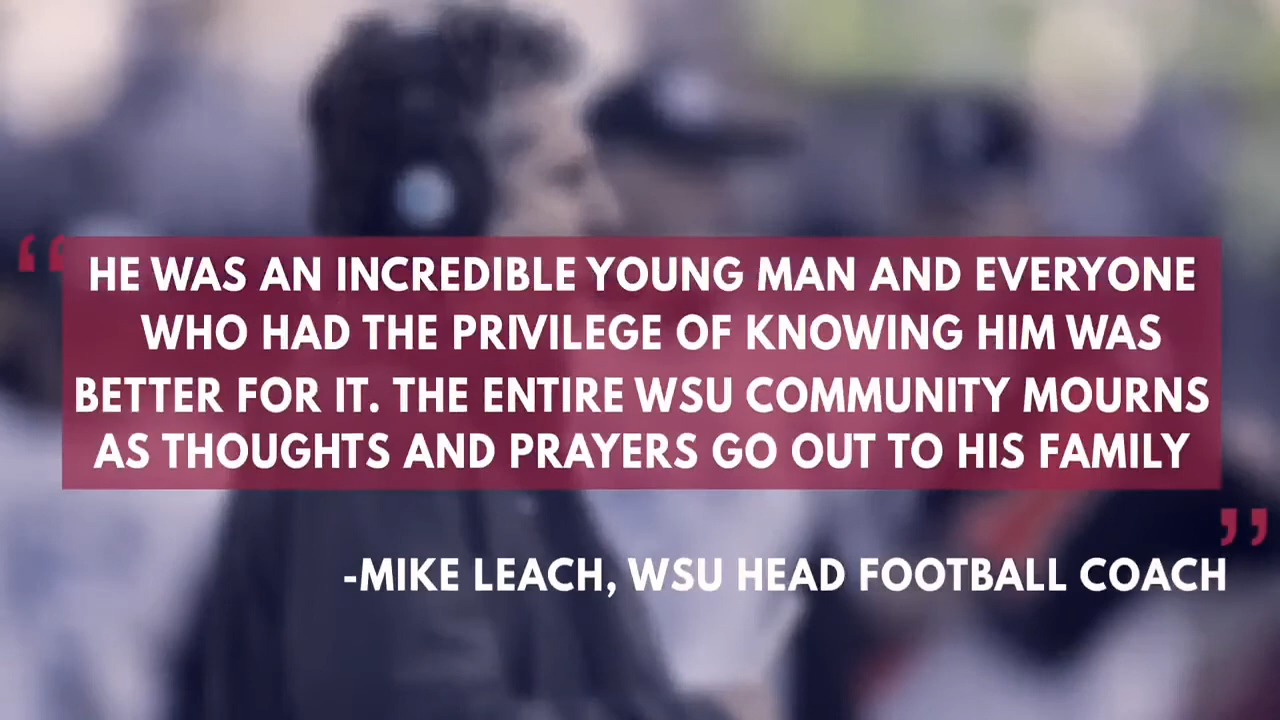 “
HE WAS AN INCREDIBLE YOUNG MAN AND EVERYONE
WHO HAD THE PRIVILEGE OF KNOWING HIM WAS
BETTER FOR IT. THE ENTIRE WSU COMMUNITY MOURNS
AS THOUGHTS AND PRAYERS GO OUT TO HIS FAMILY
”
-MIKE LEACH, WSU HEAD FOOTBALL COACH